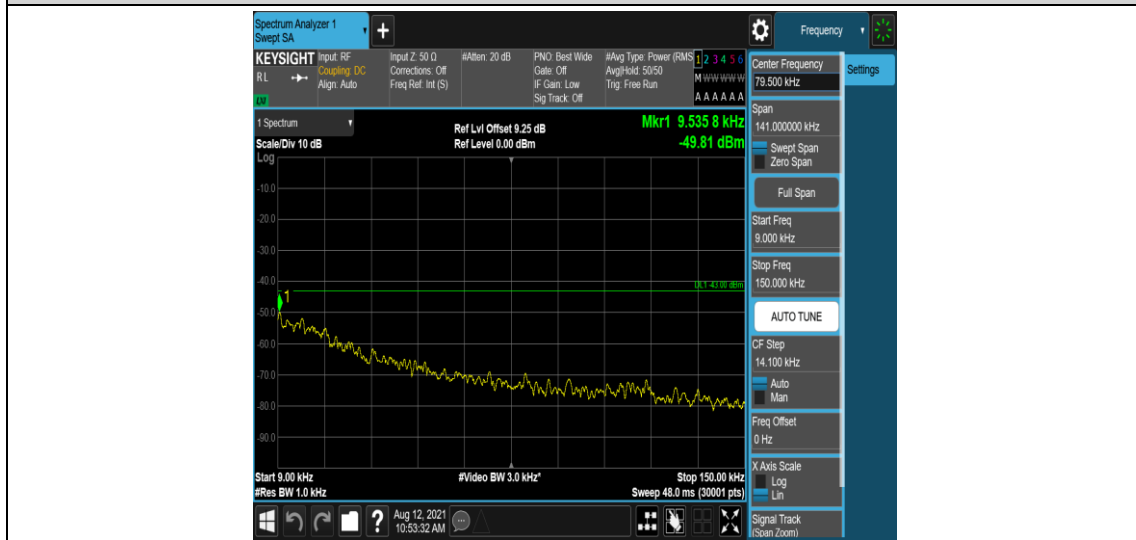 Spectrum Analyzer 1
Swept SA
+
Frequency
KEYSIGHT
RL
LXI
Input: RF
Coupling: DC
Align: Auto
Input Z: 50 Ω
Corrections: Off
Freq Ref: Int (S)
#Atten: 20 dB
PNO: Best Wide
Gate: Off
IF Gain: Low
Sig Track: Off
#Avg Type: Power (RMS
Avg|Hold: 50/50
Trig: Free Run
1 2 3 4 5 6
M W W W W W
A A A A A A
1 Spectrum
Scale/Div 10 dB
Ref Lvl Offset 9.25 dB
Ref Level 0.00 dBm
Mkr1 9.535 8 kHz
-49.81 dBm
Log
-10.0
-20.0
-30.0
-40.0
-50.0
-60.0
-70.0
-80.0
-90.0
DL1 -43.00 dBm
1
Start 9.00 kHz
#Res BW 1.0 kHz
#Video BW 3.0 kHz*
Stop 150.00 kHz
Sweep 48.0 ms (30001 pts)
?
Aug 12, 2021
10:53:32 AM
Center Frequency
79.500 kHz
Settings
Span
141.000000 kHz
Swept Span
Zero Span
Full Span
Start Freq
9.000 kHz
Stop Freq
150.000 kHz
AUTO TUNE
CF Step
14.100 kHz
Auto
Man
Freq Offset
0 Hz
X Axis Scale
Log
Lin
Signal Track
(Span Zoom)